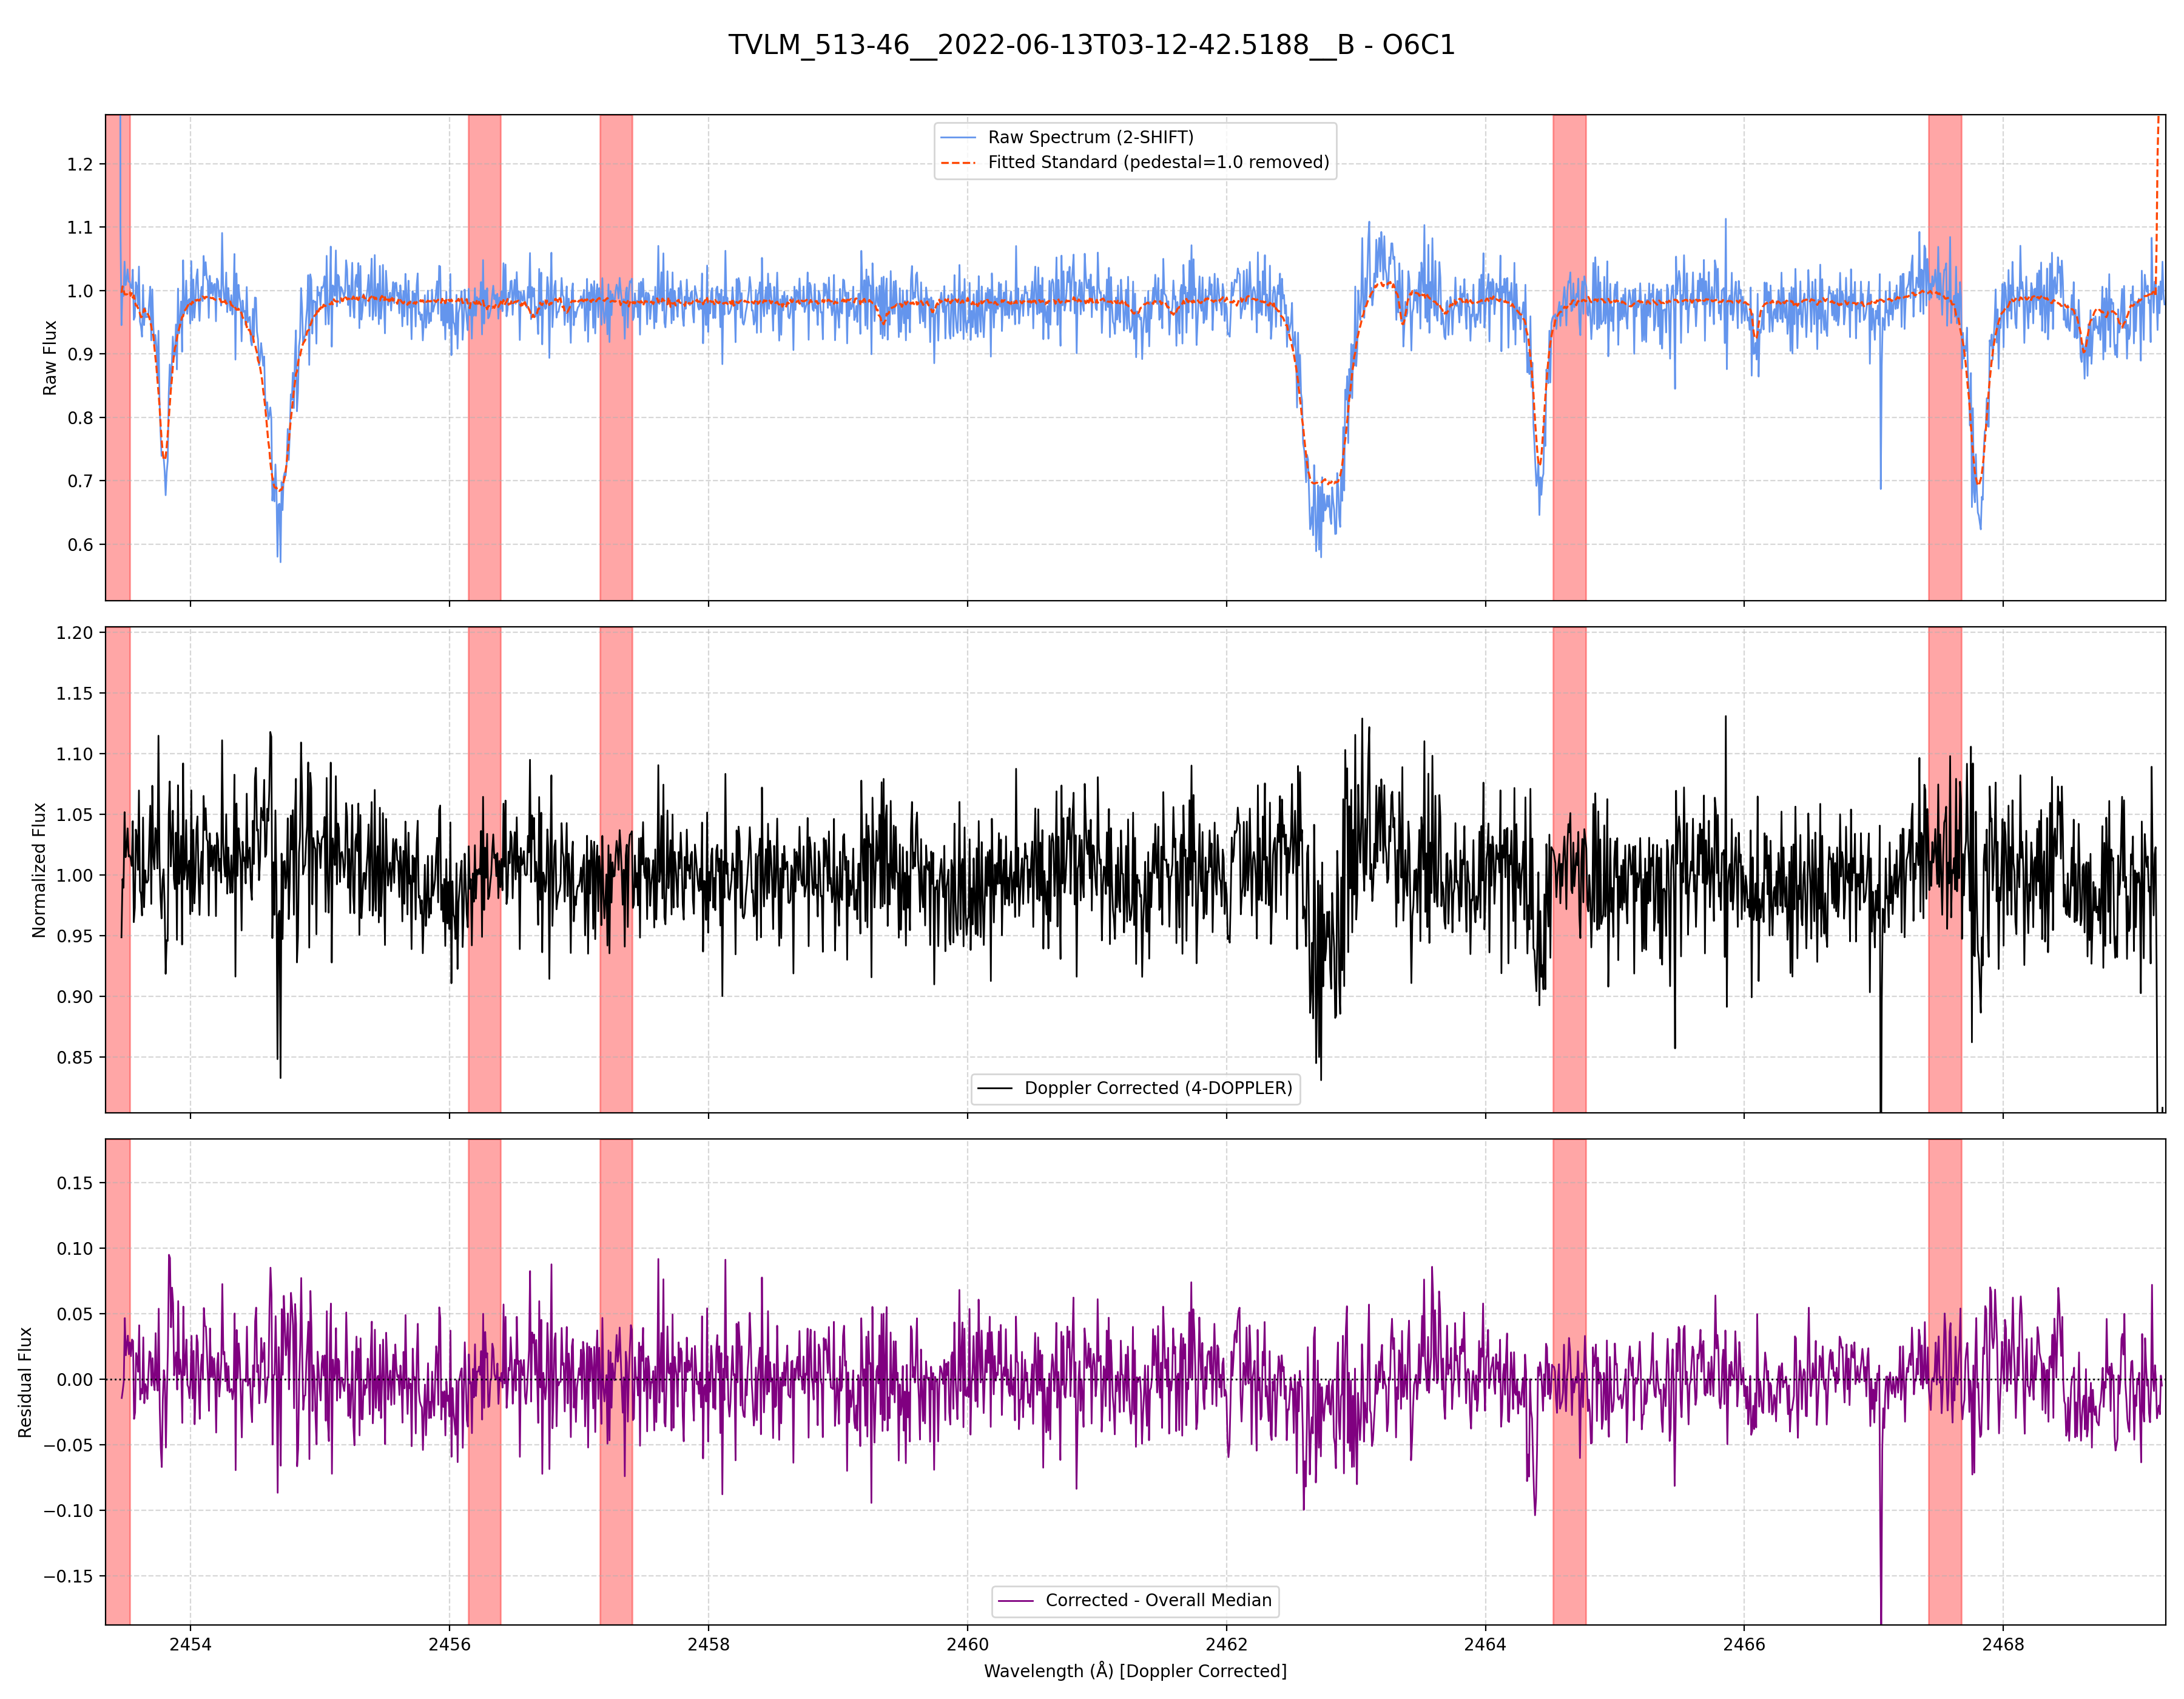 TVLM_513-46__2022-06-13T03-12-42.5188__B - O6C1
Raw Spectrum (2-SHIFT)
Fitted Standard (pedestal=1.0 removed)
Raw Flux
1.2
1.1
1.0
0.9
0.8
0.7
0.6
Doppler Corrected (4-DOPPLER)
Normalized Flux
1.20
1.15
1.10
1.05
1.00
0.95
0.90
0.85
Corrected - Overall Median
Residual Flux
0.15
0.10
0.05
0.00
−0.05
−0.10
−0.15
2454 2456 2458 2460 2462 2464 2466 2468
Wavelength (Å) [Doppler Corrected]